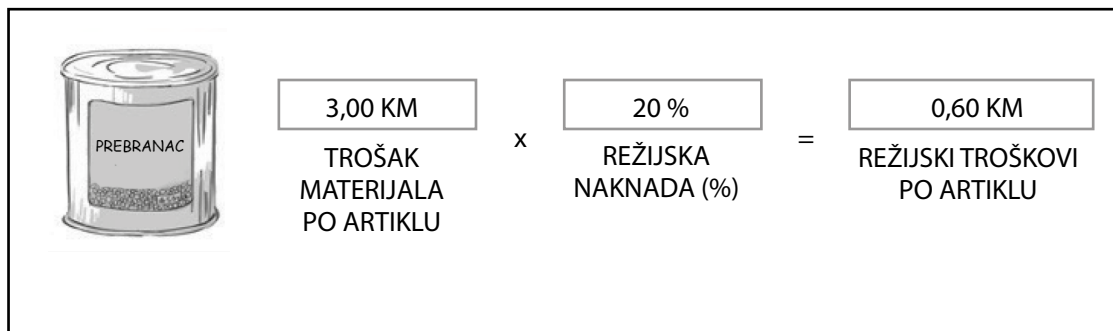 PREBRANAC
3,00 KM x 20 % = 0,60 KM
TROŠAK
MATERIJALA
PO ARTIKLU
REŽIJSKA
NAKNADA (%)
REŽIJSKI TROŠKOVI
PO ARTIKLU